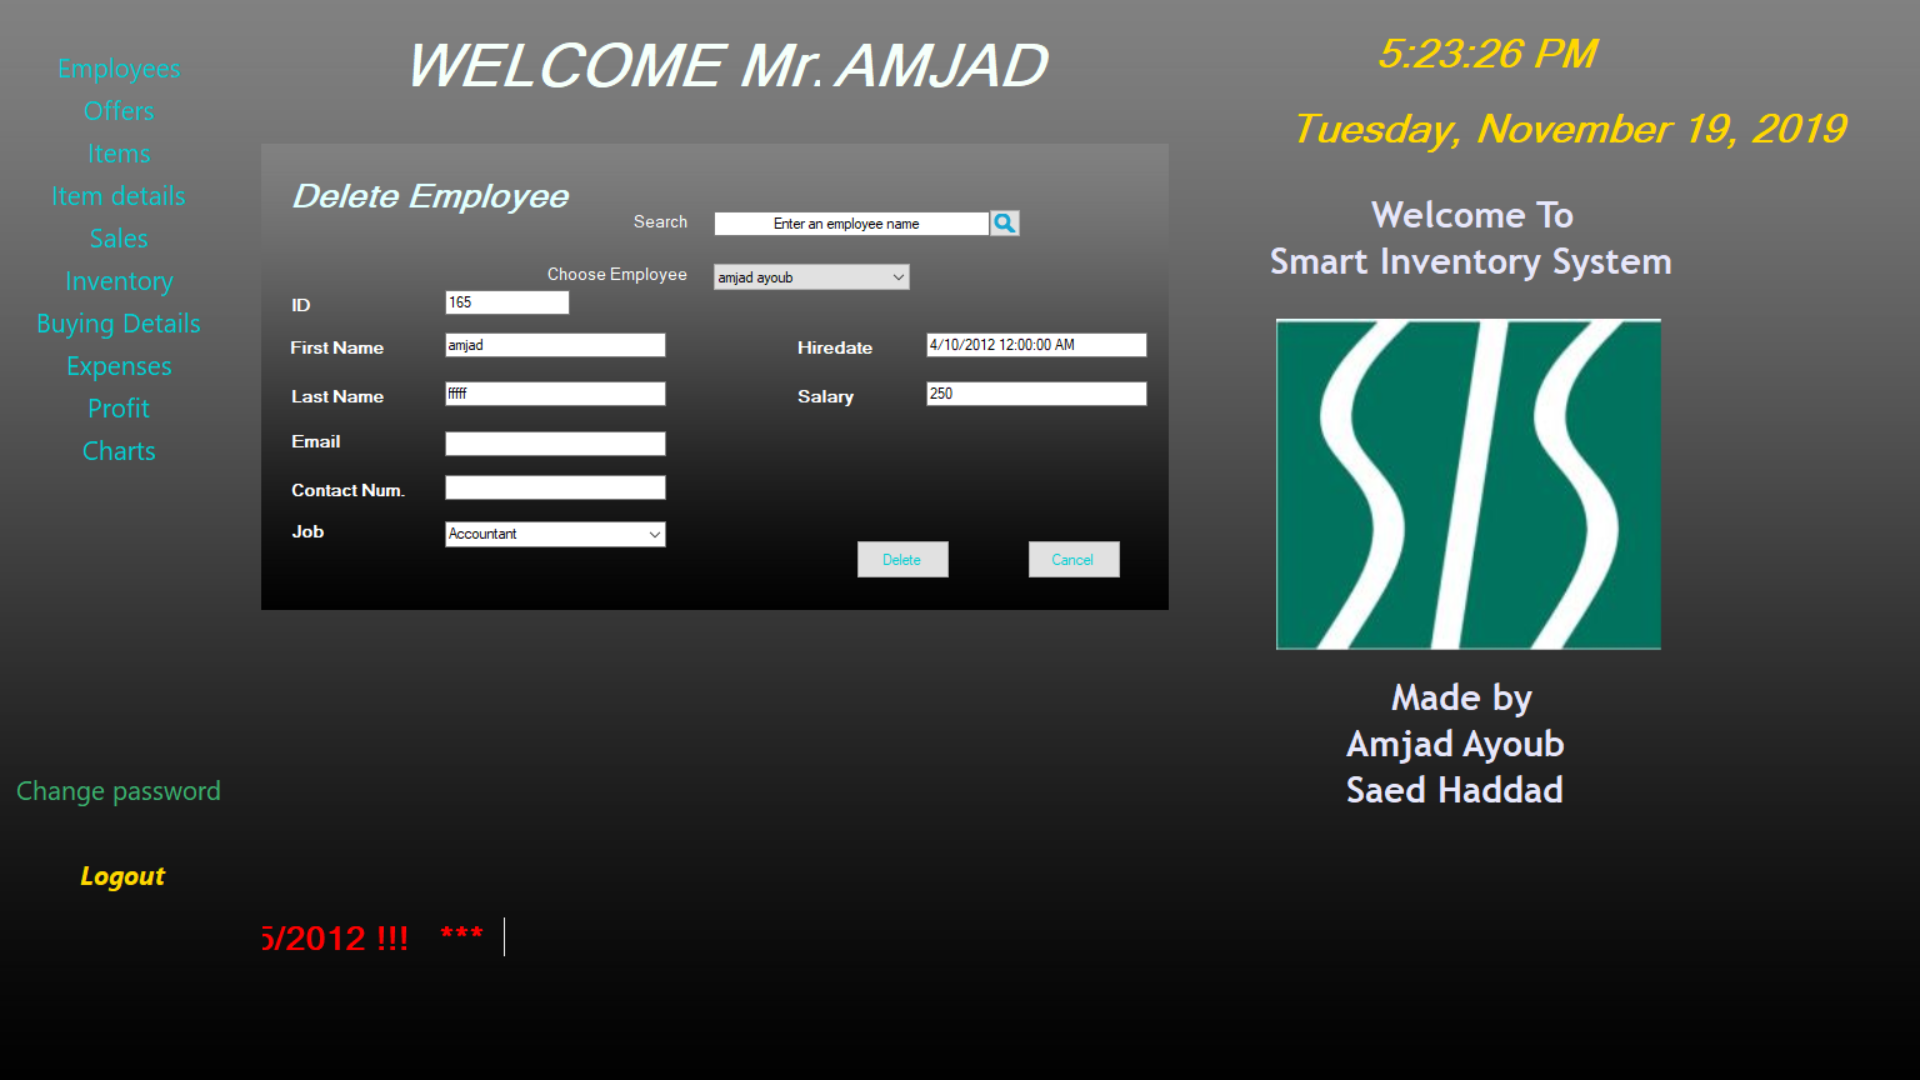 Employees
Offers
Items
Item details
Sales
Inventory
Buying Details
Expenses
Profit
Charts
Change password
Logout
WELCOME Mr. AMJAD
Delete Employee
Search
Enter an employee name
Choose Employee
amjad ayoub
ID
165
First Name
amjad
Last Name
fffff
Email
Contact Num.
Job
Accountant
Hiredate
4/10/2012 12:00:00 AM
Salary
250
Delete
Cancel
5/2012 !!! ***
5:23:26 PM
Tuesday, November 19, 2019
Welcome To
Smart Inventory System
SIS
Made by
Amjad Ayoub
Saed Haddad